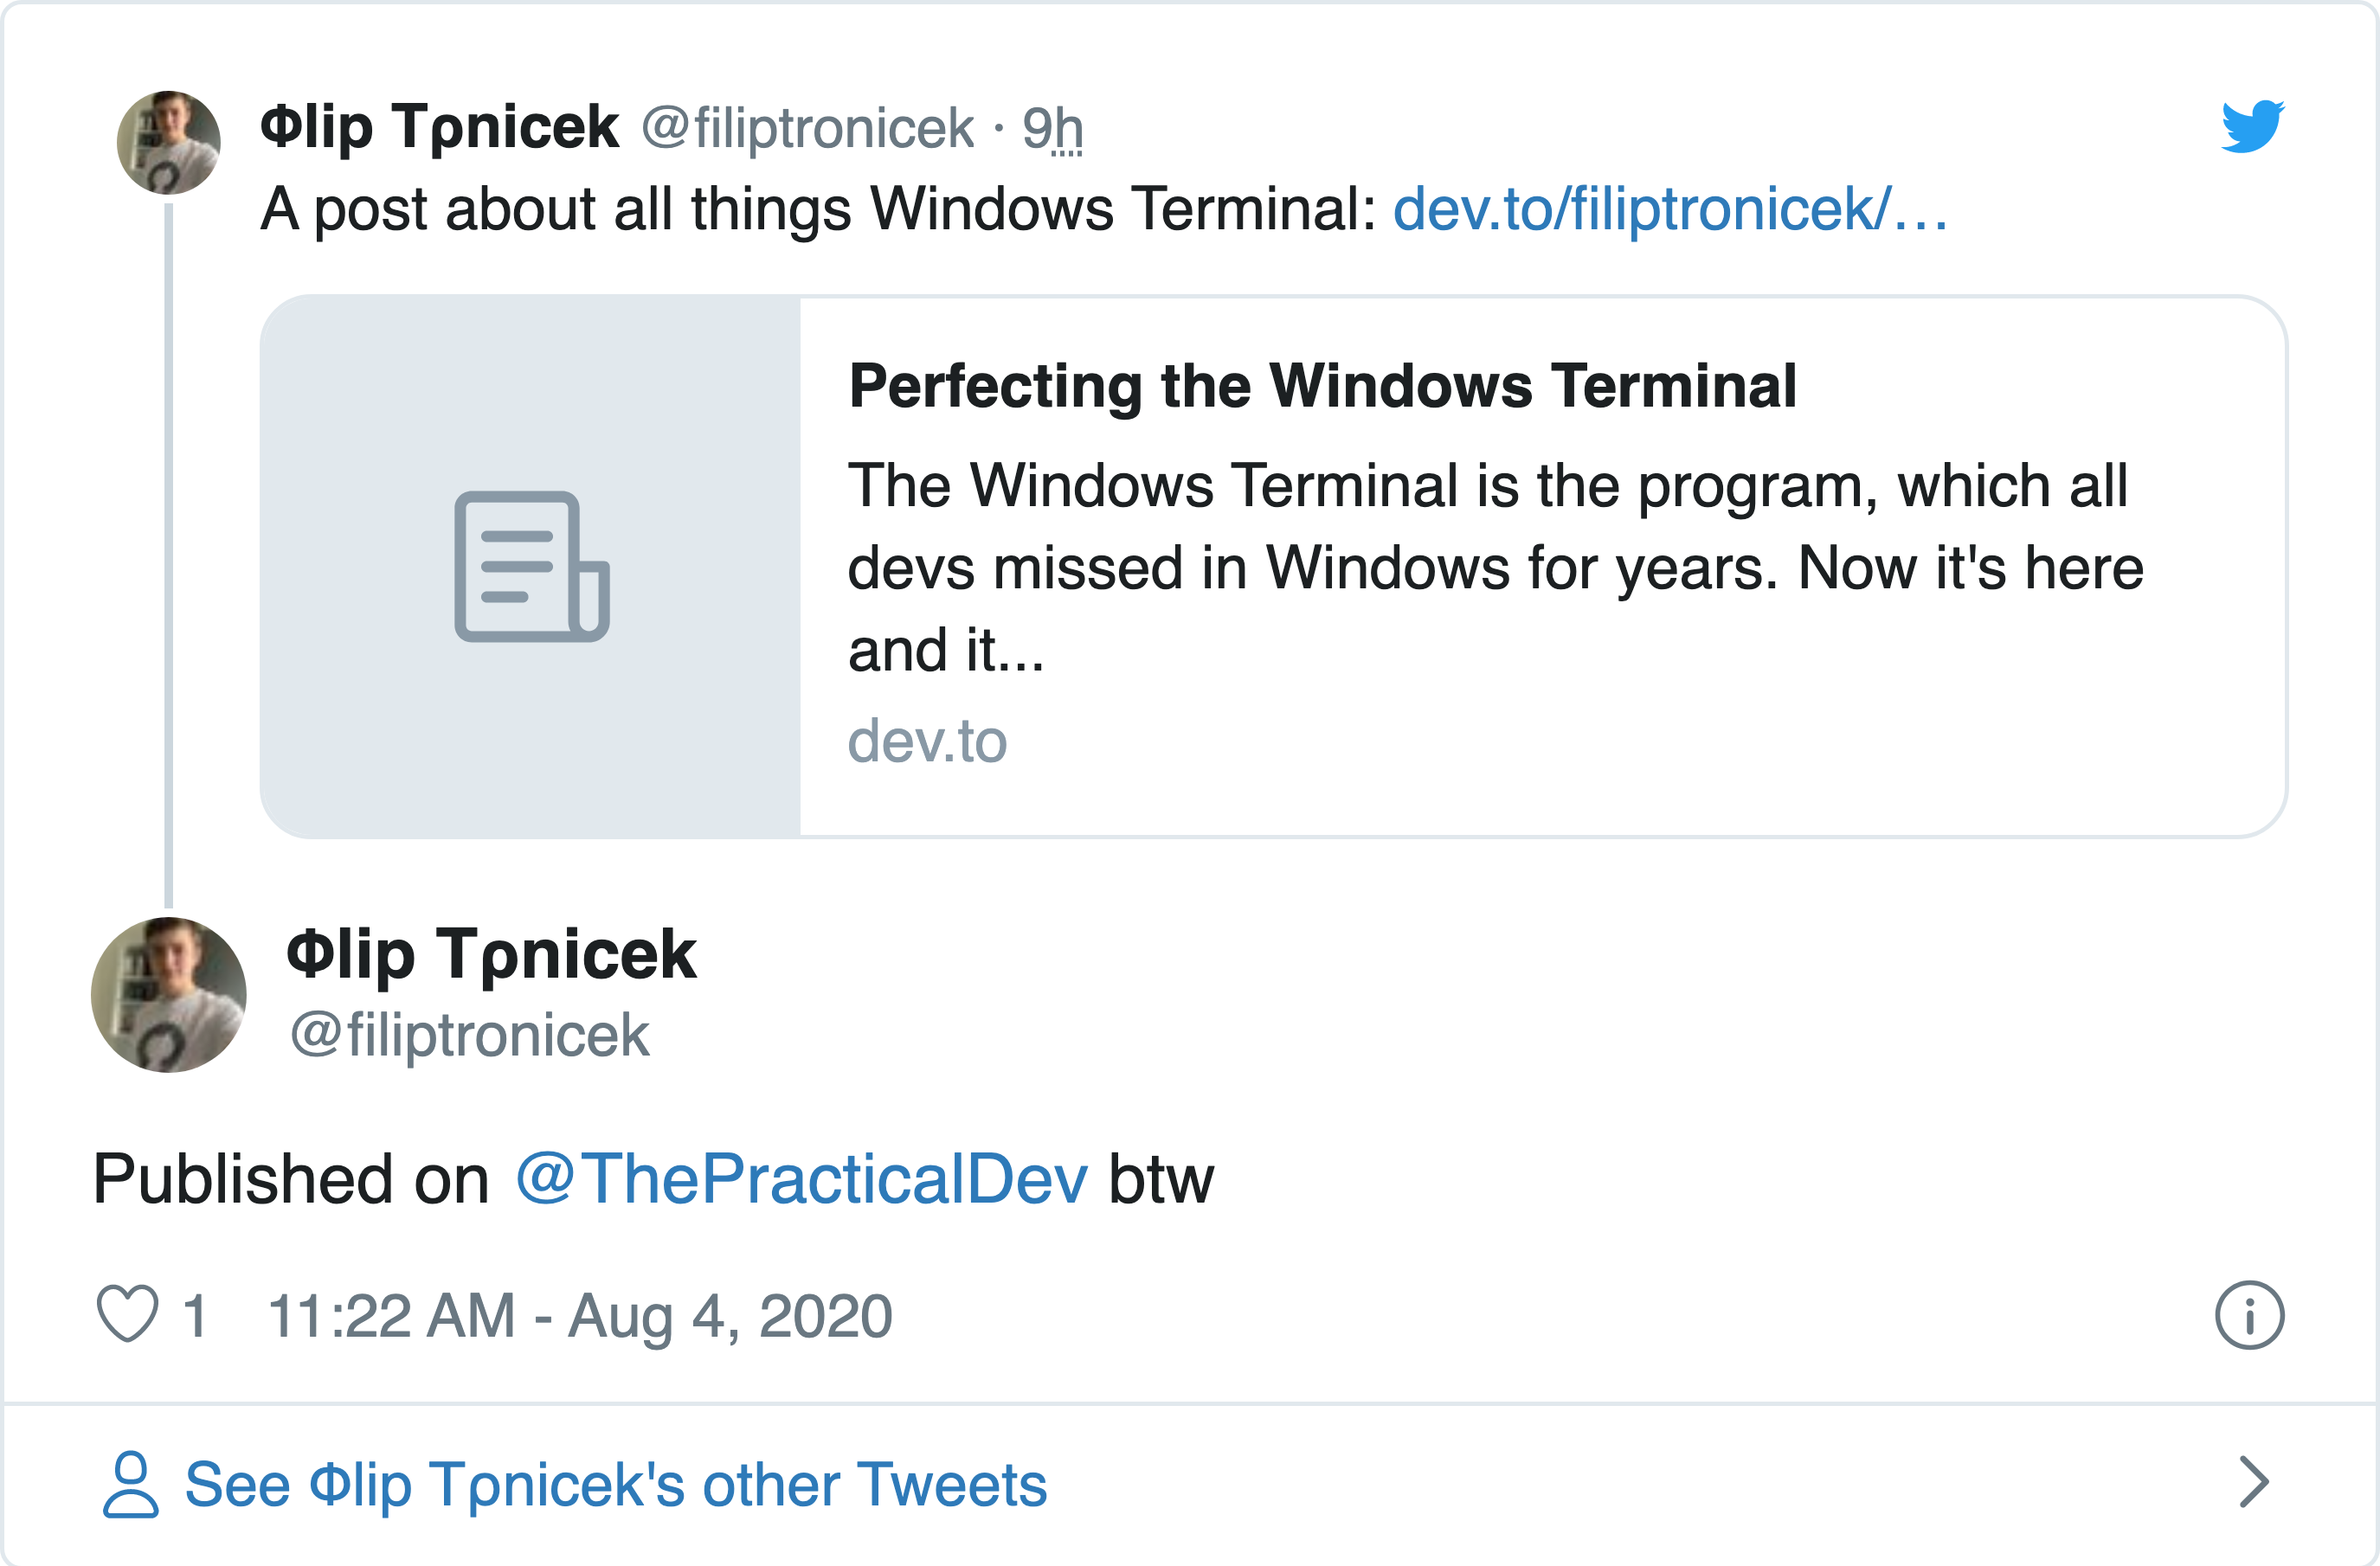 Φlip Tρnicek @filiptronicek · 9h
A post about all things Windows Terminal: dev.to/filiptronicek/…
Perfecting the Windows Terminal
The Windows Terminal is the program, which all
devs missed in Windows for years. Now it's here
and it...
dev.to
Φlip Tρnicek
@filiptronicek
Published on @ThePracticalDev btw
1 11:22 AM - Aug 4, 2020
See Φlip Tρnicek's other Tweets